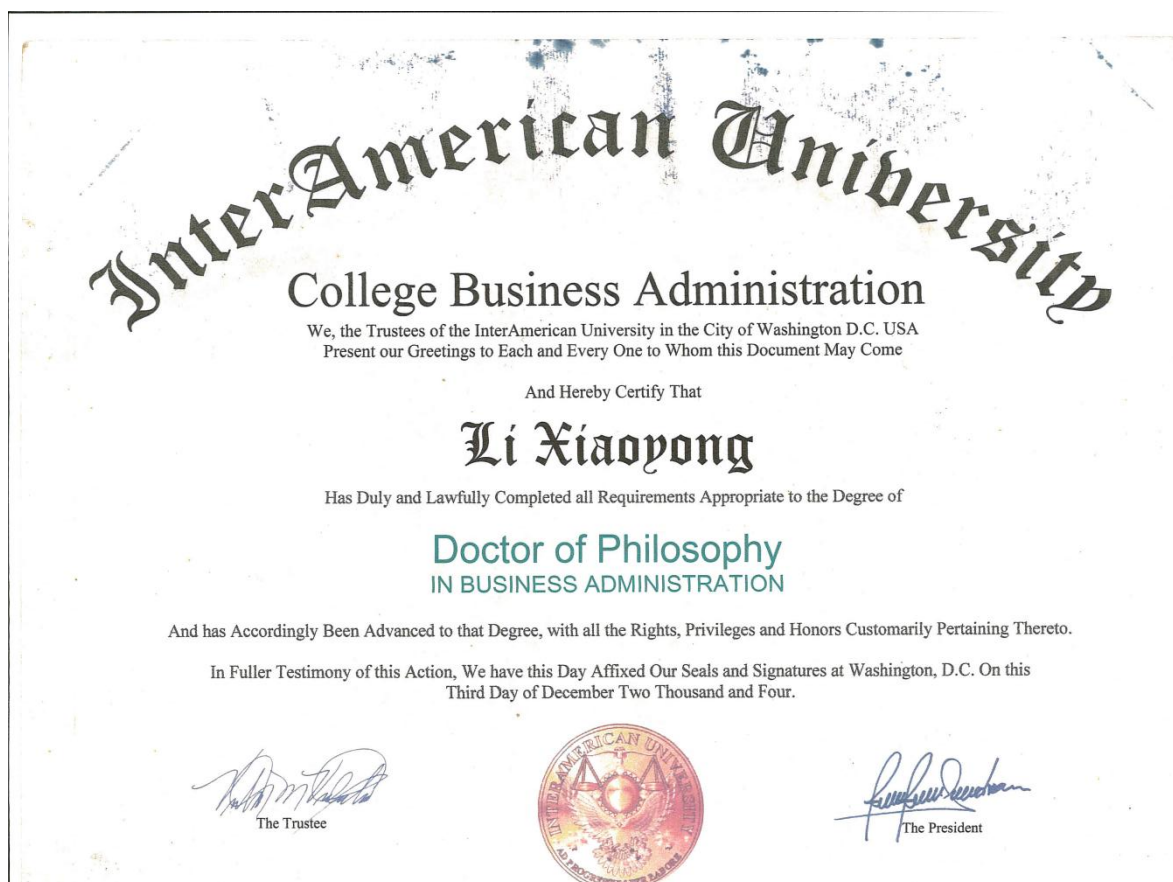 InterAmerican University
College Business Administration
We, the Trustees of the InterAmerican University in the City of Washington D.C. USA
Present our Greetings to Each and Every One to Whom this Document May Come
And Hereby Certify That
Li Xiaoyong
Has Duly and Lawfully Completed all Requirements Appropriate to the Degree of
Doctor of Philosophy
IN BUSINESS ADMINISTRATION
And has Accordingly Been Advanced to that Degree, with all the Rights, Privileges and Honors Customarily Pertaining Thereto.
In Fuller Testimony of this Action, We have this Day Affixed Our Seals and Signatures at Washington, D.C. On this
Third Day of December Two Thousand and Four.
INTERAMERICAN UNIVERSITY
The Trustee
The President